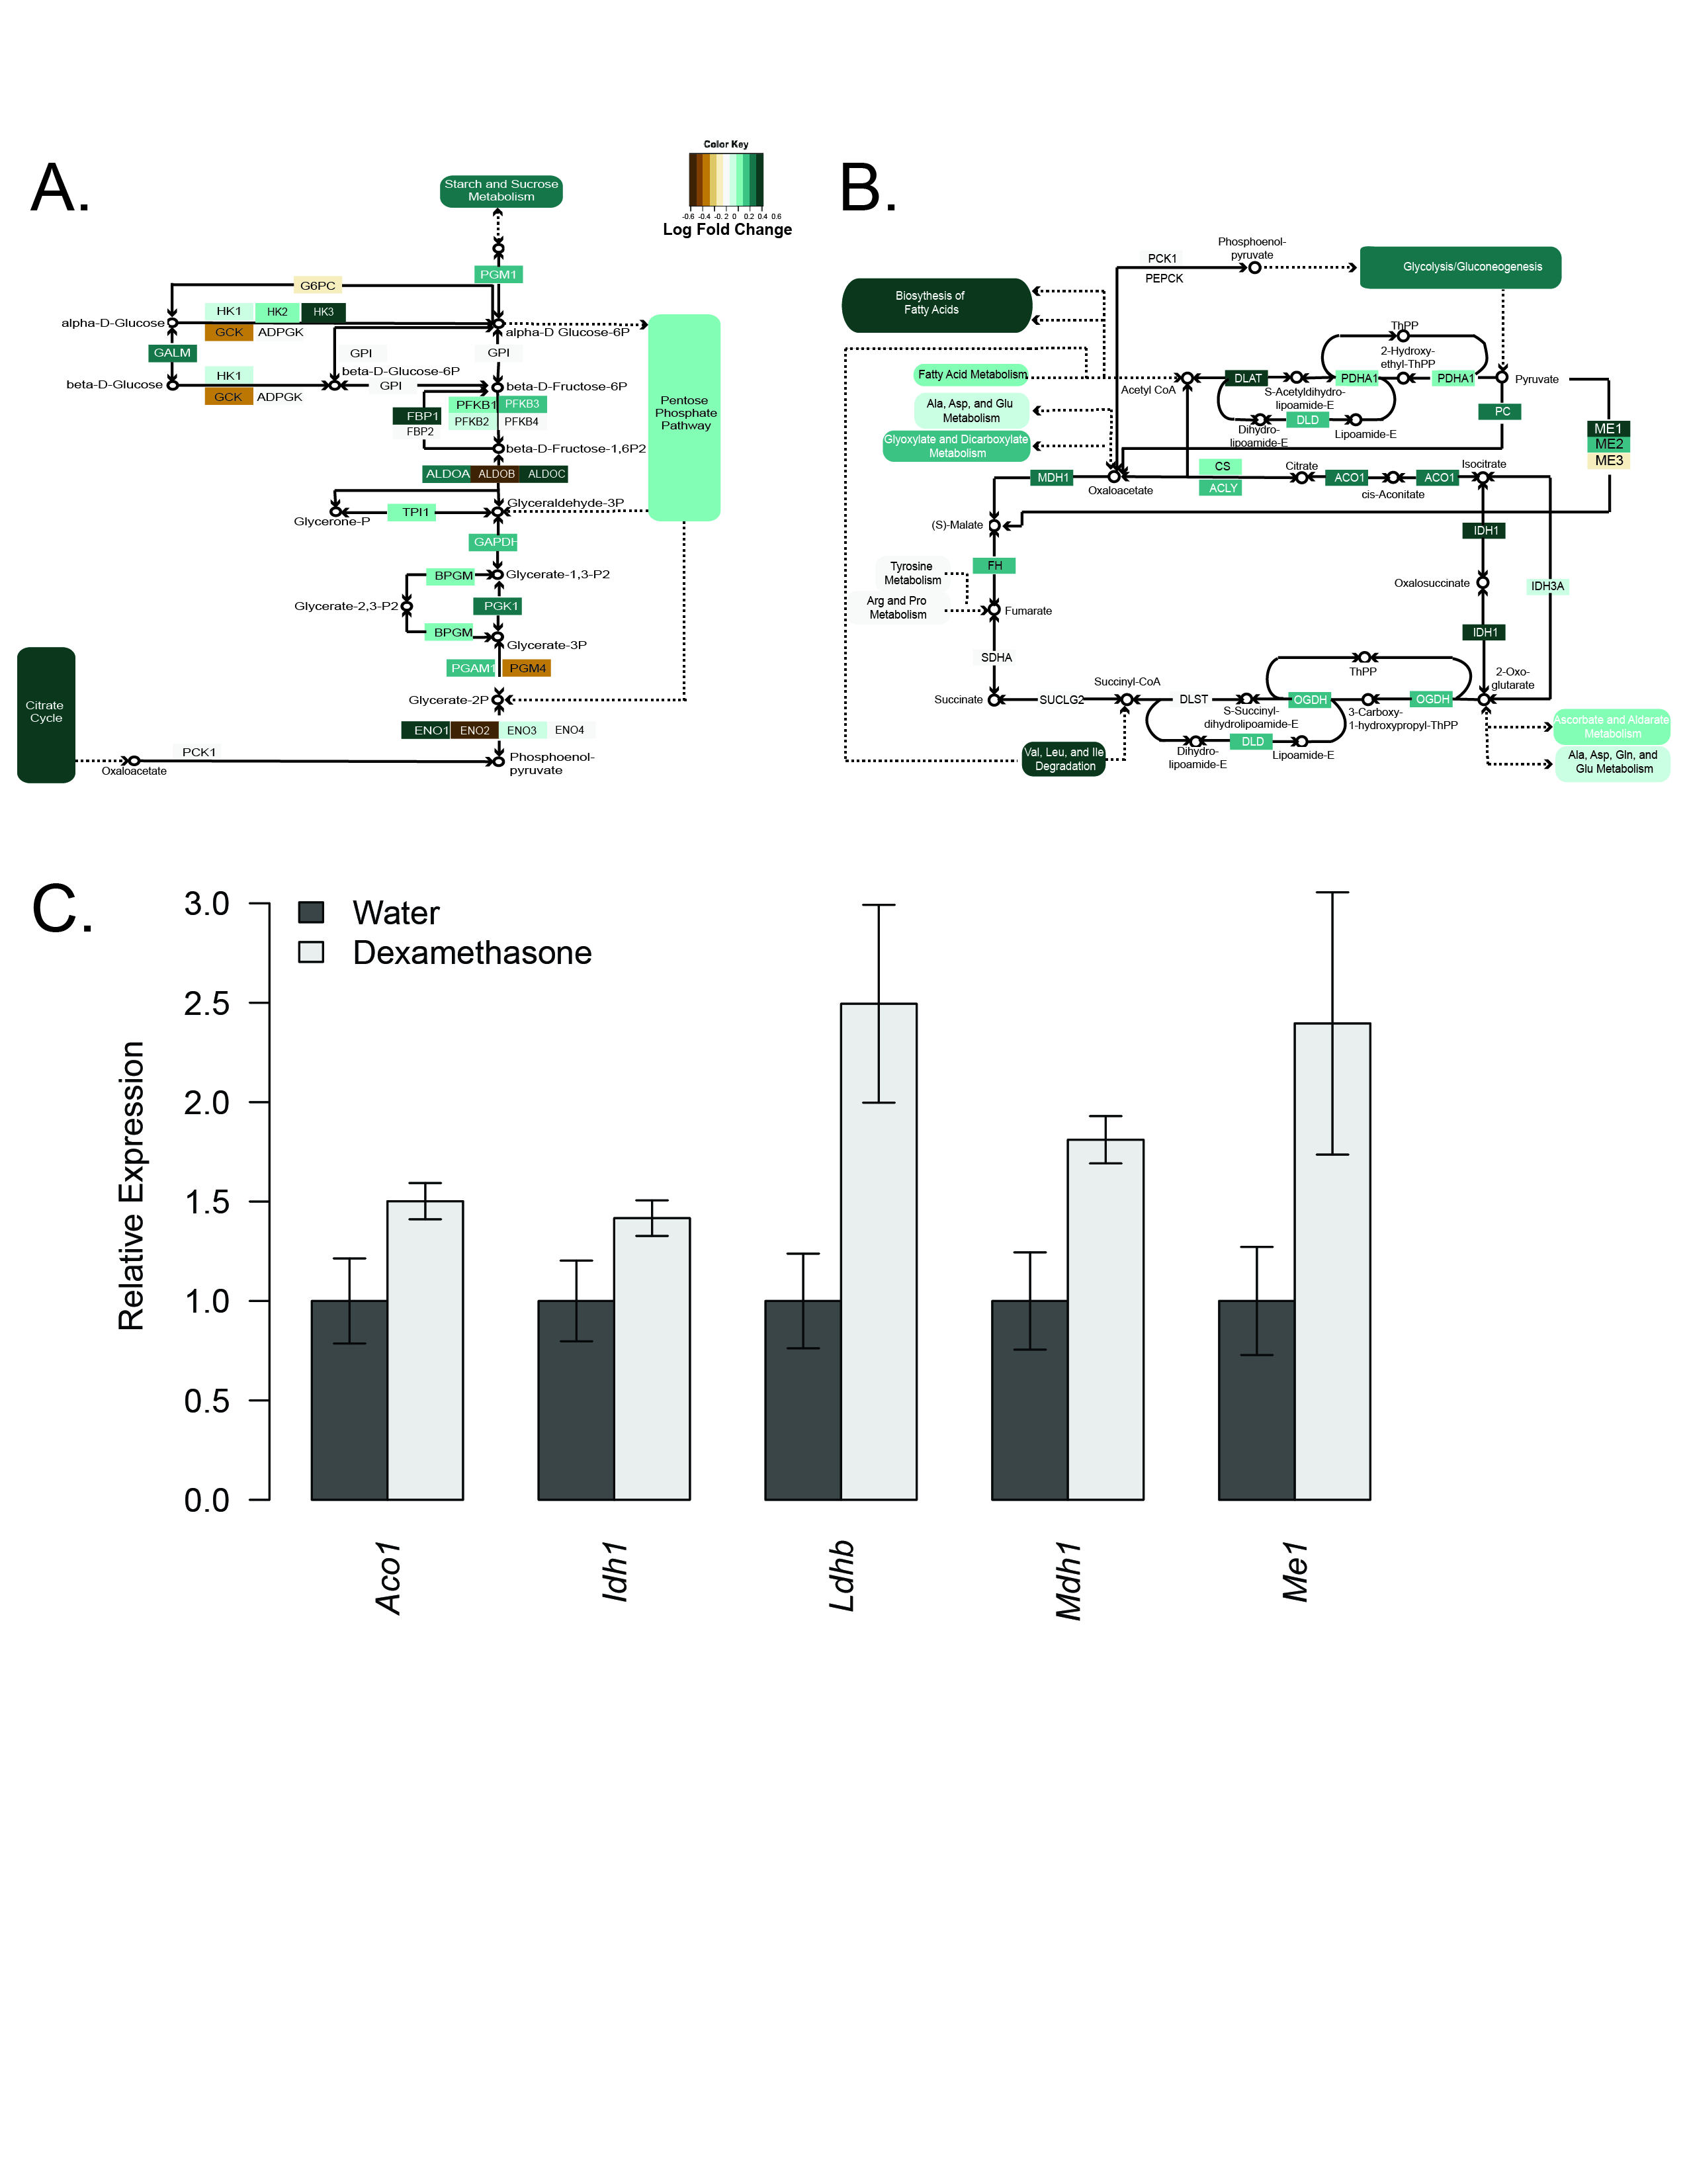 A.
Starch and Sucrose
Metabolism
Color Key
-0.6 -0.4 -0.2 0 0.2 0.4 0.6
Log Fold Change
PGM1
G6PC
HK1 HK2 HK3
alpha-D-Glucose
GCK ADPGK
alpha-D Glucose-6P
GALM
GPI
GPI
beta-D-Glucose-6P
HK1
beta-D-Glucose
GPI
beta-D-Fructose-6P
GCK ADPGK
PFKB1 PFKB3
FBP1
PFKB2 PFKB4
FBP2
beta-D-Fructose-1,6P2
Pentose
Phosphate
Pathway
ALDOA ALDOB ALDOC
Glyceraldehyde-3P
TPI1
Glycerone-P
GAPDH
BPGM
Glycerate-1,3-P2
Glycerate-2,3-P2
PGK1
BPGM
Glycerate-3P
PGAM1 PGM4
Glycerate-2P
Citrate
Cycle
ENO1 ENO2 ENO3 ENO4
PCK1
Oxaloacetate
Phosphoenol-
pyruvate
B.
Phosphoenol-
pyruvate
PCK1
PEPCK
Glycolysis/Gluconeogenesis
Biosythesis of
Fatty Acids
ThPP
2-Hydroxy-
ethyl-ThPP
Fatty Acid Metabolism
Acetyl CoA
DLAT
S-Acetyldihydro-
lipoamide-E
PDHA1
PDHA1
Pyruvate
Ala, Asp, and Glu
Metabolism
DLD
PC
Dihydro-
lipoamide-E
Lipoamide-E
Glyoxylate and Dicarboxylate
Metabolism
ME1
ME2
ME3
MDH1
Oxaloacetate
CS
ACLY
Citrate
ACO1
cis-Aconitate
ACO1
Isocitrate
(S)-Malate
IDH1
Tyrosine
Metabolism
FH
Oxalosuccinate
IDH3A
Arg and Pro
Metabolism
Fumarate
IDH1
SDHA
ThPP
2-Oxo-
glutarate
Succinyl-CoA
Succinate
SUCLG2
DLST
S-Succinyl-
dihydrolipoamide-E
OGDH
3-Carboxy-
1-hydroxypropyl-ThPP
OGDH
Ascorbate and Aldarate
Metabolism
DLD
Val, Leu, and Ile
Degradation
Dihydro-
lipoamide-E
Lipoamide-E
Ala, Asp, Gln, and
Glu Metabolism
C.
Water
Dexamethasone
Relative Expression
3.0
2.5
2.0
1.5
1.0
0.5
0.0
Aco1
Idh1
Ldhb
Mdh1
Me1